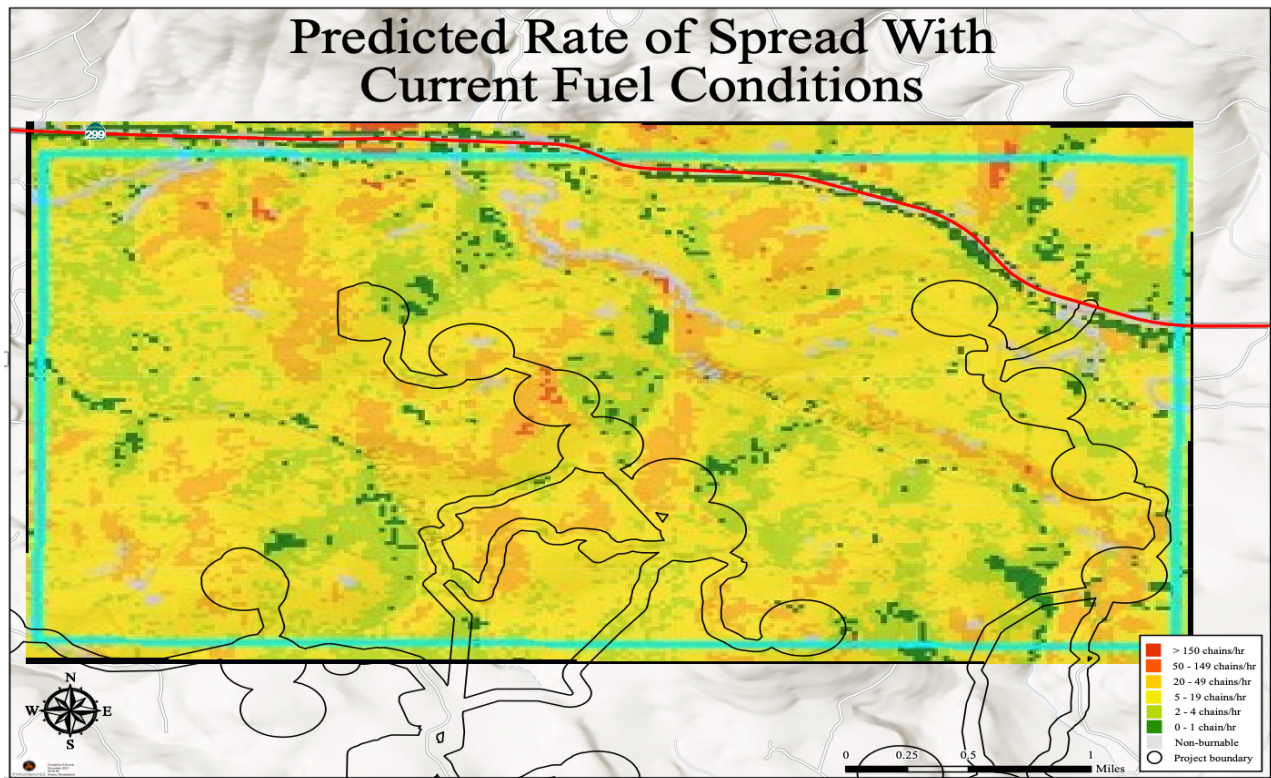 Predicted Rate of Spread With
Current Fuel Conditions
299
N
W E
S
> 150 chains/hr
50 - 149 chains/hr
20 - 49 chains/hr
5 - 19 chains/hr
2 - 4 chains/hr
0 - 1 chain/hr
Non-burnable
Project boundary
0 0.25 0.5 1
Miles